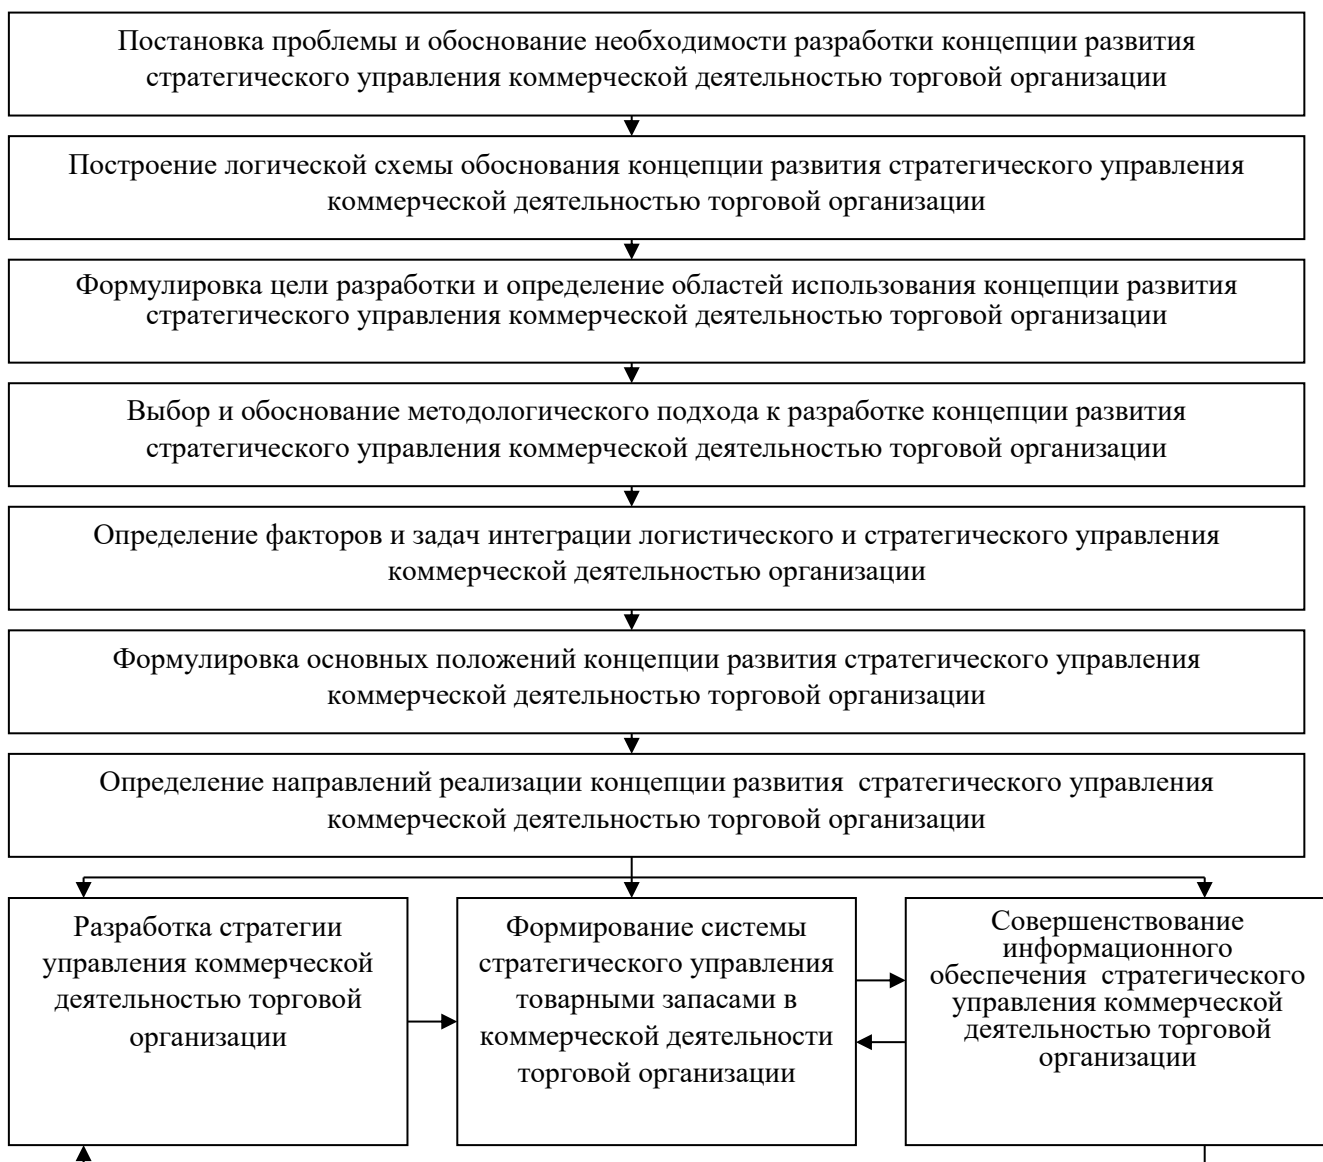 Постановка проблемы и обоснование необходимости разработки концепции развития
стратегического управления коммерческой деятельностью торговой организации
Построение логической схемы обоснования концепции развития стратегического управления
коммерческой деятельностью торговой организации
Формулировка цели разработки и определение областей использования концепции развития
стратегического управления коммерческой деятельностью торговой организации
Выбор и обоснование методологического подхода к разработке концепции развития
стратегического управления коммерческой деятельностью торговой организации
Определение факторов и задач интеграции логистического и стратегического управления
коммерческой деятельностью организации
Формулировка основных положений концепции развития стратегического управления
коммерческой деятельностью торговой организации
Определение направлений реализации концепции развития  стратегического управления
коммерческой деятельностью торговой организации
Разработка стратегии
управления коммерческой
деятельностью торговой
организации
Формирование системы
стратегического управления
товарными запасами в
коммерческой деятельности
торговой организации
Совершенствование
информационного
обеспечения  стратегического
управления коммерческой
деятельностью торговой
организации